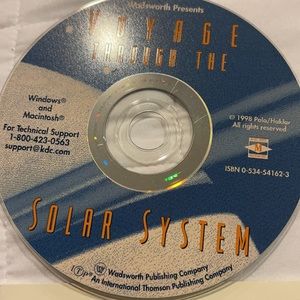 Wadsworth Presents
VOYAGE
THROUGH THE
Windows®
and
Macintosh®
For Technical Support
1-800-423-0563
support@kdc.com
© 1998 Polo/Hakler
All rights reserved
ISBN 0-534-54162-3
SOLAR SYSTEM
I(T)P® Wadsworth Publishing Company
An International Thomson Publishing Company